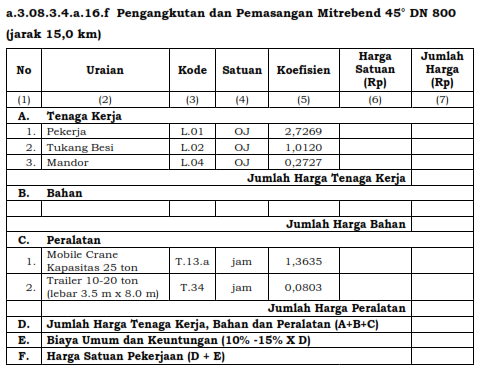 a.3.08.3.4.a.16.f Pengangkutan dan Pemasangan Mitrebend 45° DN 800
(jarak 15,0 km)
No Uraian Kode Satuan Koefisien Harga Satuan (Rp) Jumlah Harga (Rp)
(1) (2) (3) (4) (5) (6) (7)
A. Tenaga Kerja
1. Pekerja L.01 OJ 2,7269
2. Tukang Besi L.02 OJ 1,0120
3. Mandor L.04 OJ 0,2727
Jumlah Harga Tenaga Kerja
B. Bahan
Jumlah Harga Bahan
C. Peralatan
1. Mobile Crane Kapasitas 25 ton T.13.a jam 1,3635
2. Trailer 10-20 ton (lebar 3.5 m x 8.0 m) T.34 jam 0,0803
Jumlah Harga Peralatan
D. Jumlah Harga Tenaga Kerja, Bahan dan Peralatan (A+B+C)
E. Biaya Umum dan Keuntungan (10% -15% X D)
F. Harga Satuan Pekerjaan (D + E)